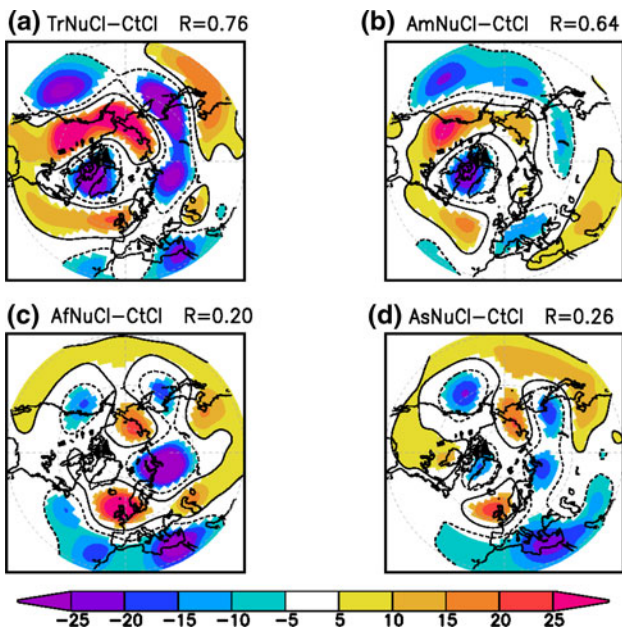 (a) TrNuCl−CtCl R=0.76
(b) AmNuCl−CtCl R=0.64
(c) AfNuCl−CtCl R=0.20
(d) AsNuCl−CtCl R=0.26
−25 −20 −15 −10 −5 5 10 15 20 25